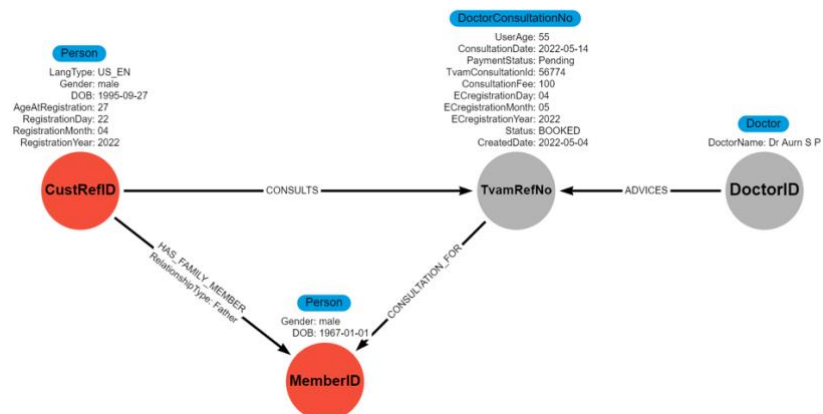 Person
LangType: US_EN
Gender: male
DOB: 1995-09-27
AgeAtRegistration: 27
RegistrationDay: 22
RegistrationMonth: 04
RegistrationYear: 2022
CustRefID
CONSULTS
DoctorConsultationNo
UserAge: 55
ConsultationDate: 2022-05-14
PaymentStatus: Pending
TvamConsultationId: 56774
ConsultationFee: 100
ECregistrationDay: 04
ECregistrationMonth: 05
ECregistrationYear: 2022
Status: BOOKED
CreatedDate: 2022-05-04
TvamRefNo
ADVICES
Doctor
DoctorName: Dr Aurn S P
DoctorID
HAS_FAMILY_MEMBER
RelationshipType: Father
CONSULTATION_FOR
Person
Gender: male
DOB: 1967-01-01
MemberID